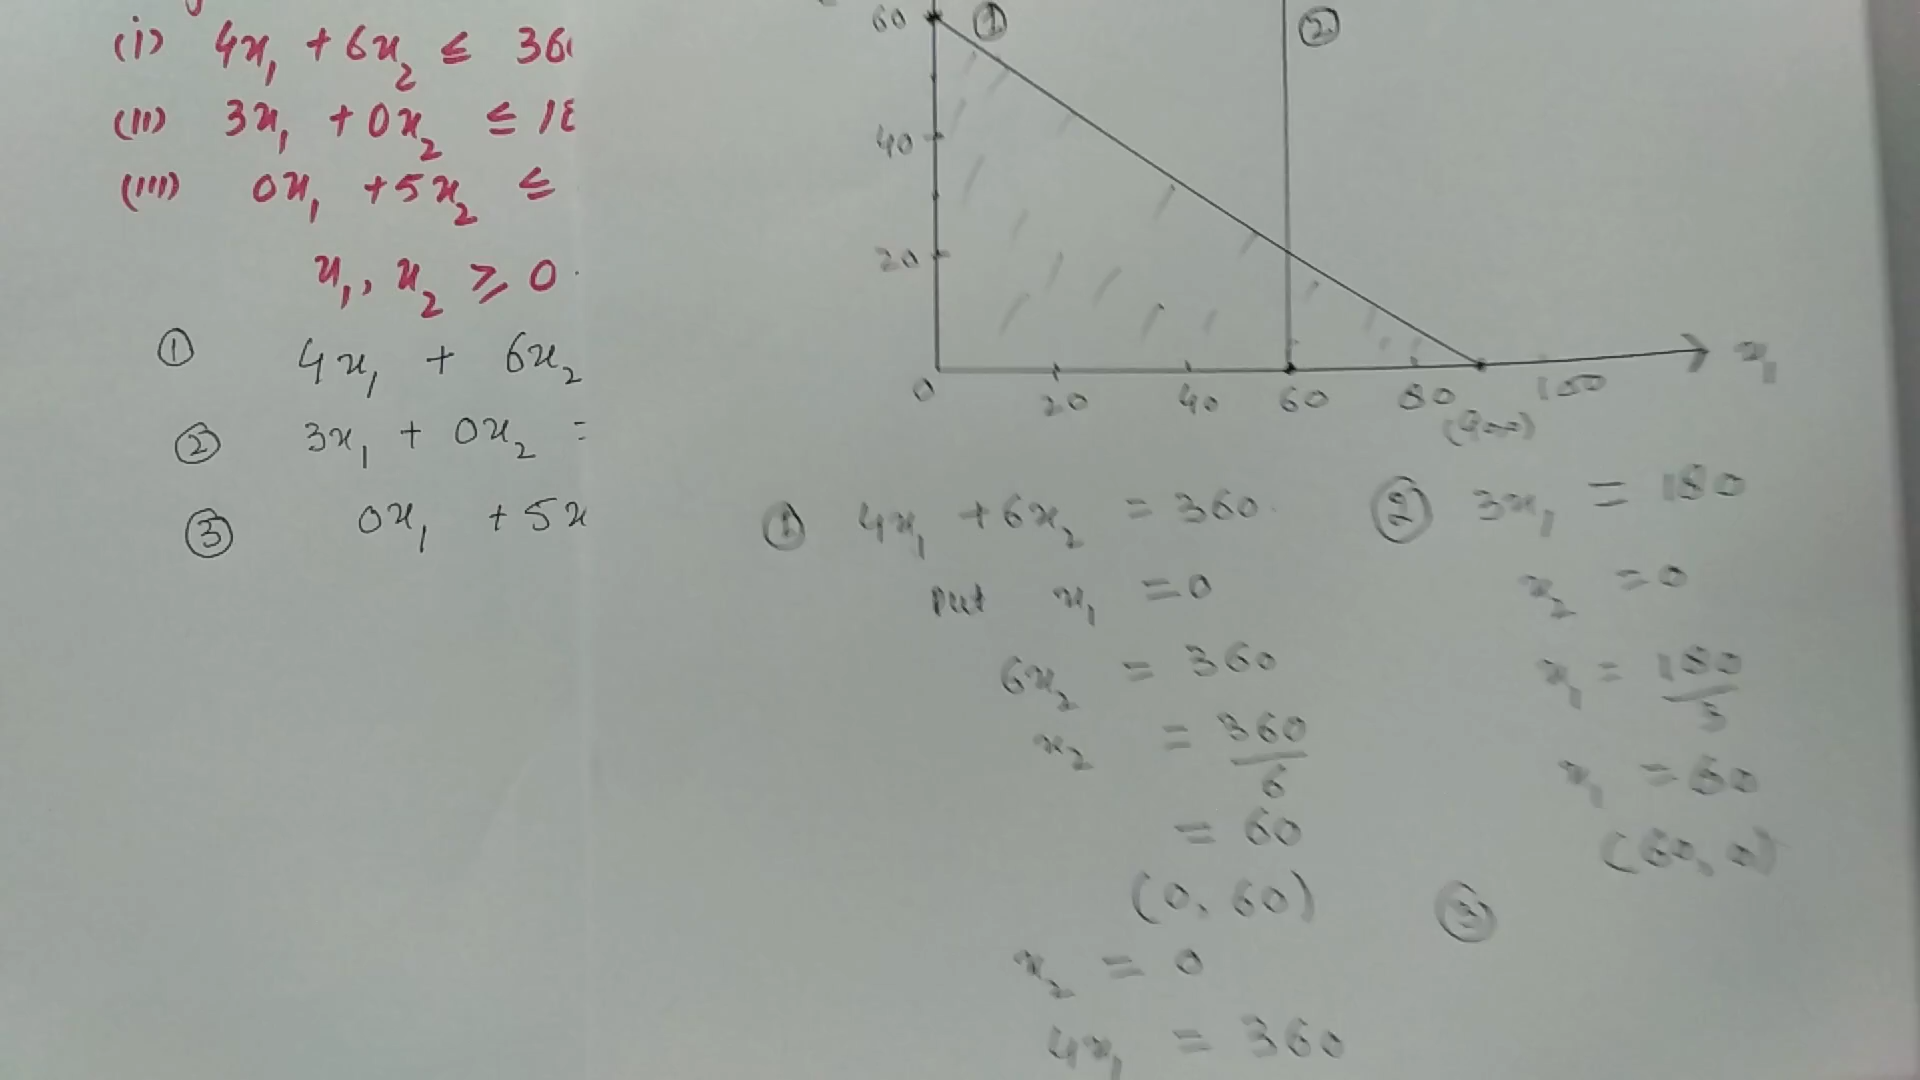 (i) 4x₁ + 6x₂ ≤ 36
(ii) 3x₁ + 0x₂ ≤ 18
(iii) 0x₁ + 5x₂ ≤
x₁, x₂ ≥ 0
① 4x₁ + 6x₂
② 3x₁ + 0x₂ =
③ 0x₁ + 5x
60 ① ②
40
20
0 20 40 60 80 100 x₁
① 4x₁ + 6x₂ = 360
put x₁ = 0
6x₂ = 360
x₂ = 360/6
= 60
(0, 60)
x₂ = 0
4x₁ = 360
② 3x₁ = 180
x₂ = 0
x₁ = 180/3
x₁ = 60
(60, 0)
③